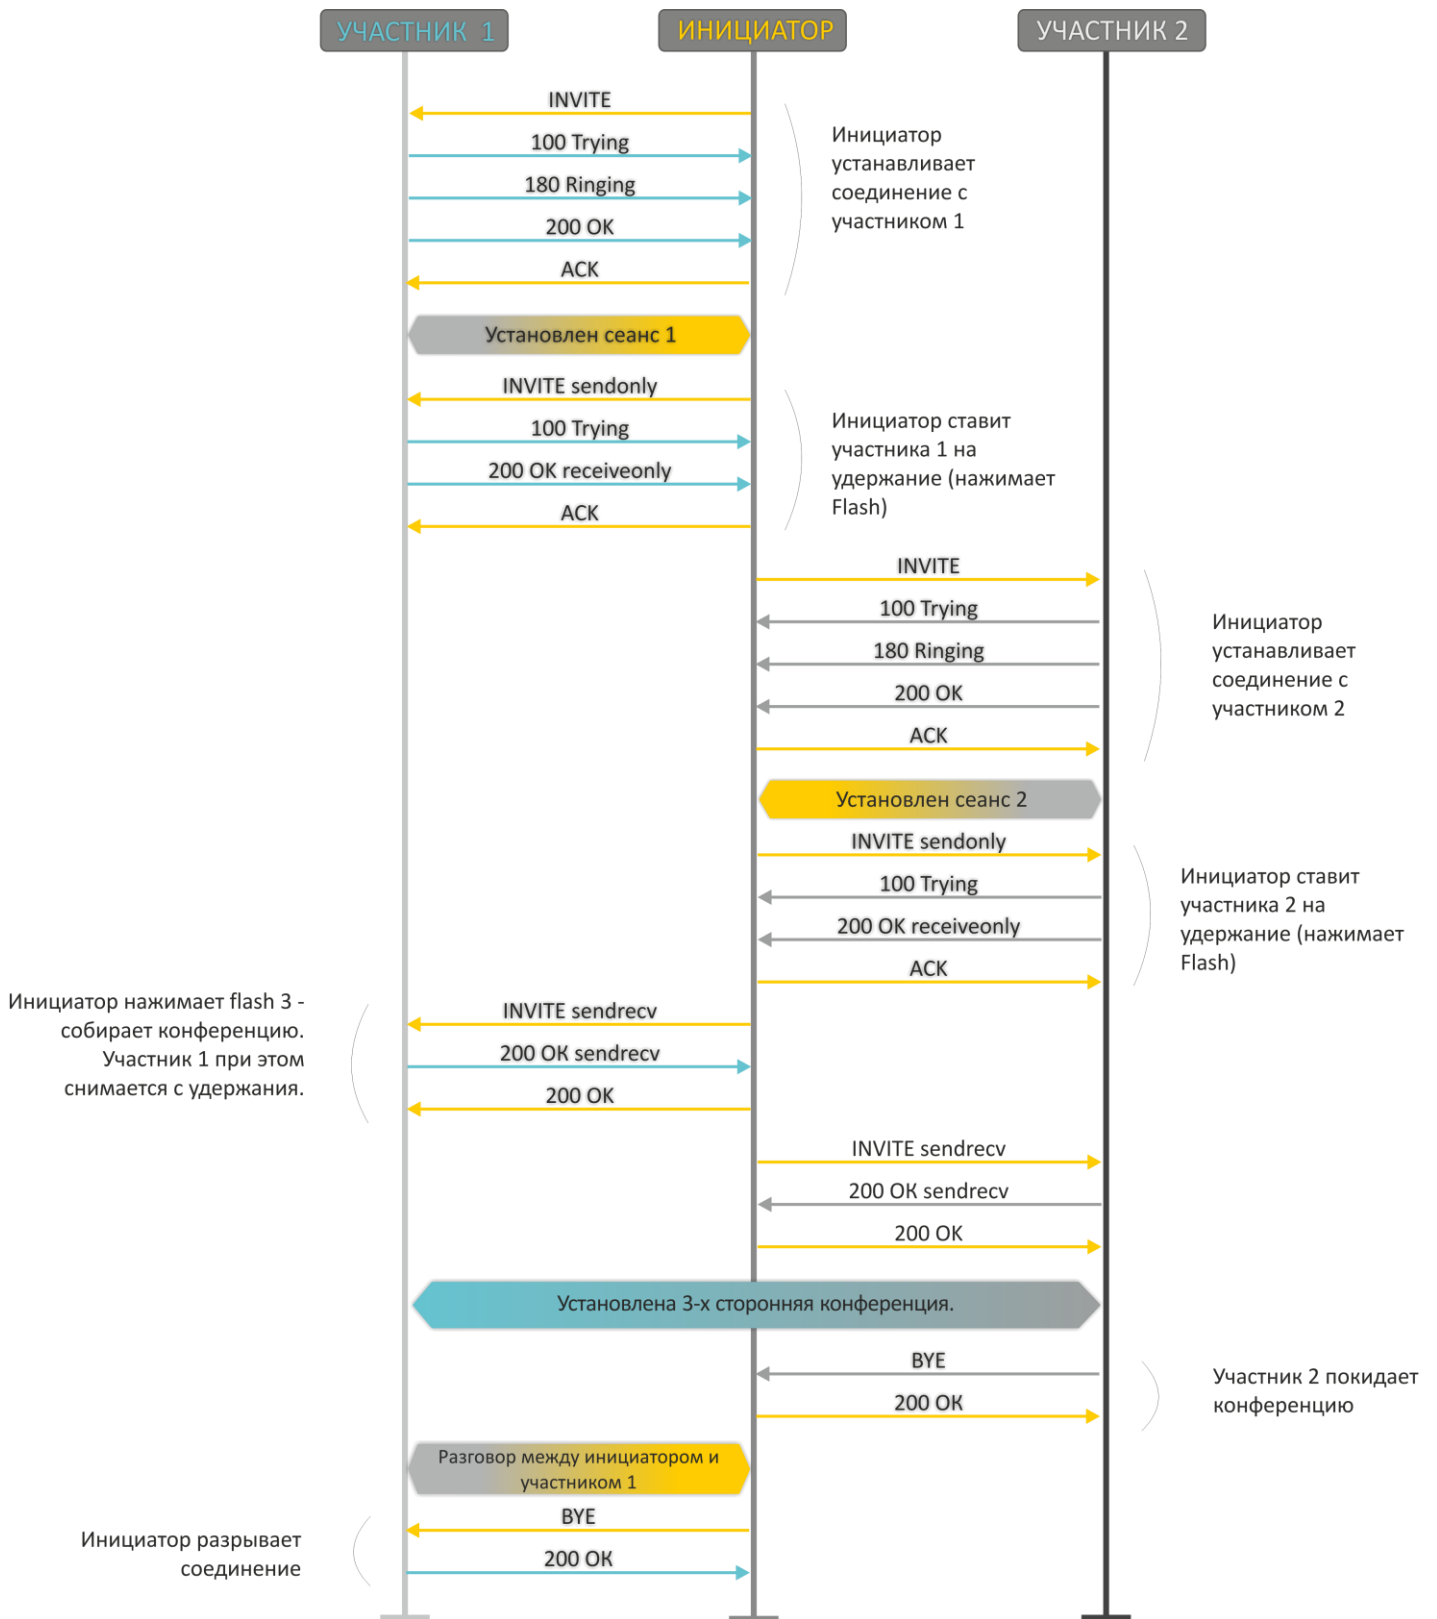 УЧАСТНИК 1
ИНИЦИАТОР
УЧАСТНИК 2
INVITE
100 Trying
180 Ringing
200 OK
ACK
Инициатор
устанавливает
соединение с
участником 1
Установлен сеанс 1
INVITE sendonly
100 Trying
200 OK receiveonly
ACK
Инициатор ставит
участника 1 на
удержание (нажимает
Flash)
INVITE
100 Trying
180 Ringing
200 OK
ACK
Инициатор
устанавливает
соединение с
участником 2
Установлен сеанс 2
INVITE sendonly
100 Trying
200 OK receiveonly
ACK
Инициатор ставит
участника 2 на
удержание (нажимает
Flash)
Инициатор нажимает flash 3 -
собирает конференцию.
Участник 1 при этом
снимается с удержания.
INVITE sendrecv
200 OK sendrecv
200 OK
INVITE sendrecv
200 OK sendrecv
200 OK
Установлена 3-х сторонняя конференция.
BYE
200 OK
Участник 2 покидает
конференцию
Разговор между инициатором и
участником 1
BYE
200 OK
Инициатор разрывает
соединение